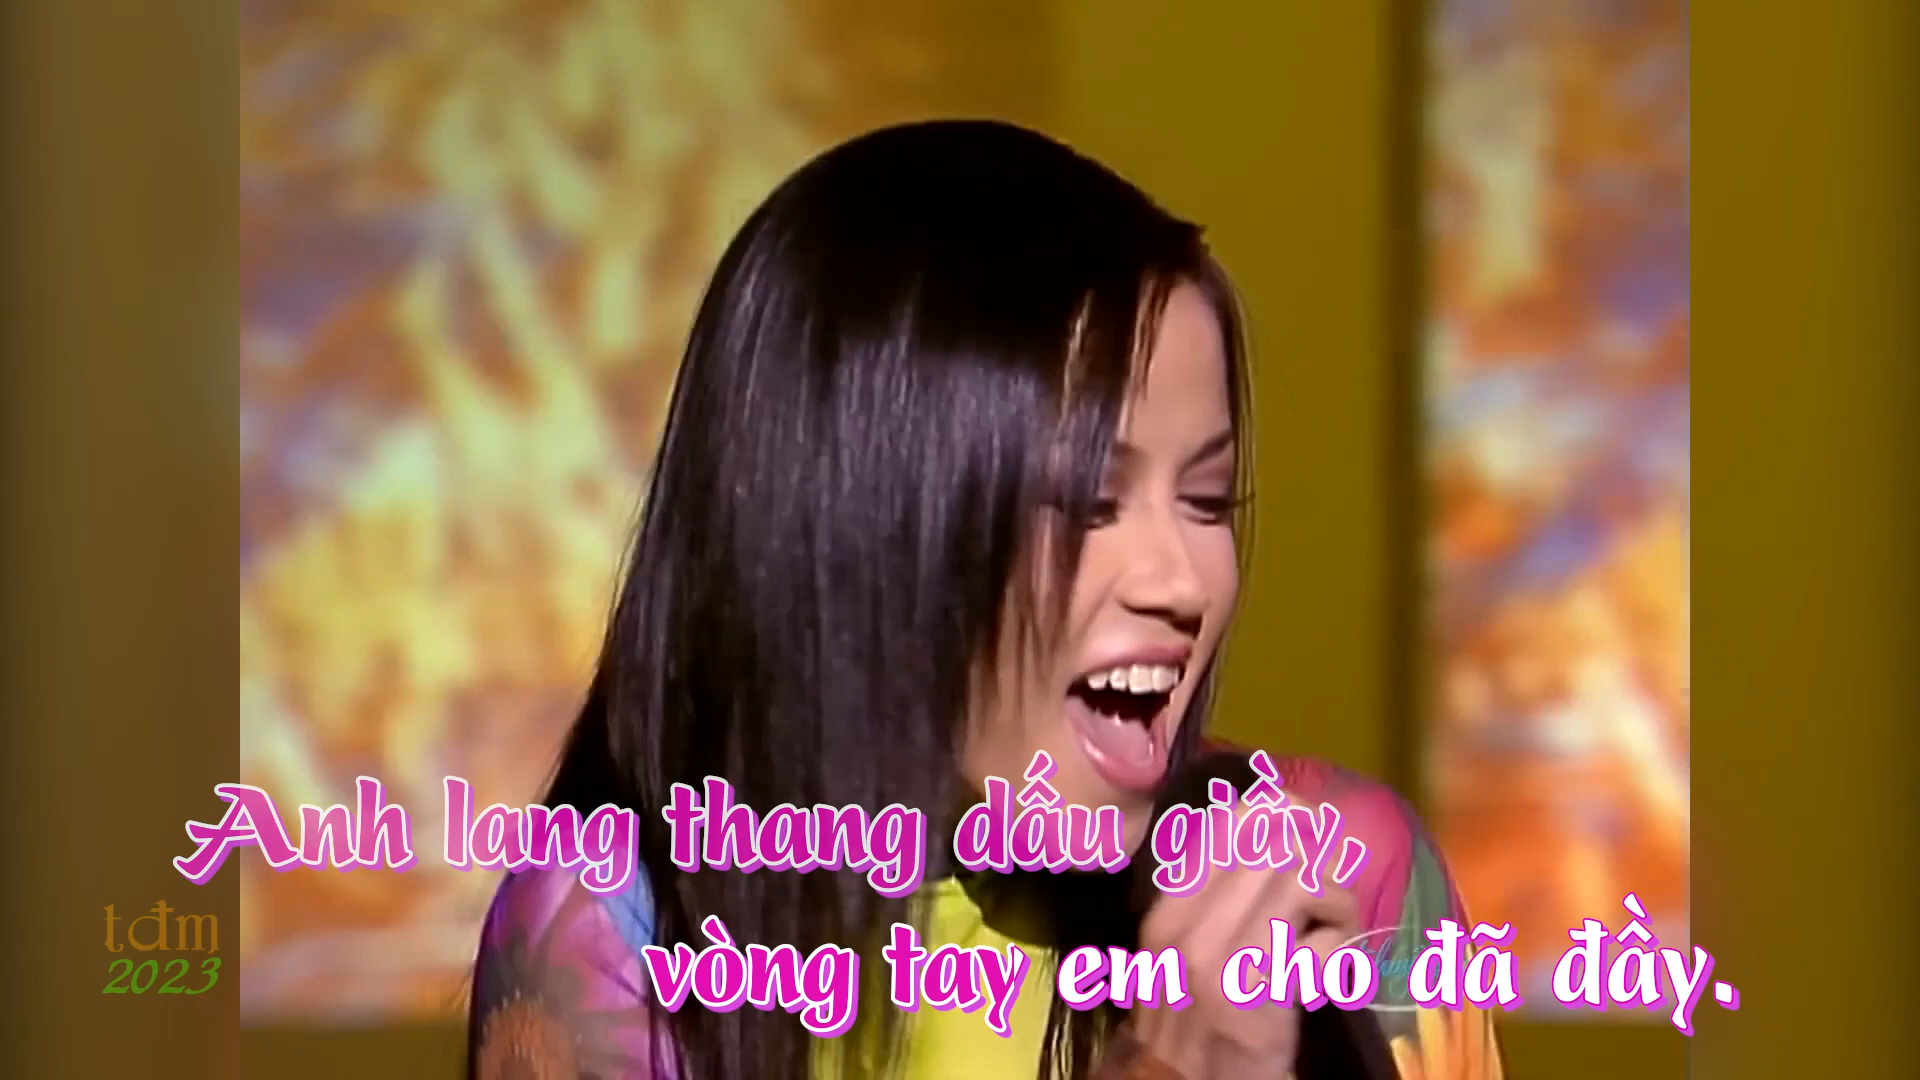 Anh lang thang dấu giầy,
vòng tay em cho đã đầy.
tđm
2023